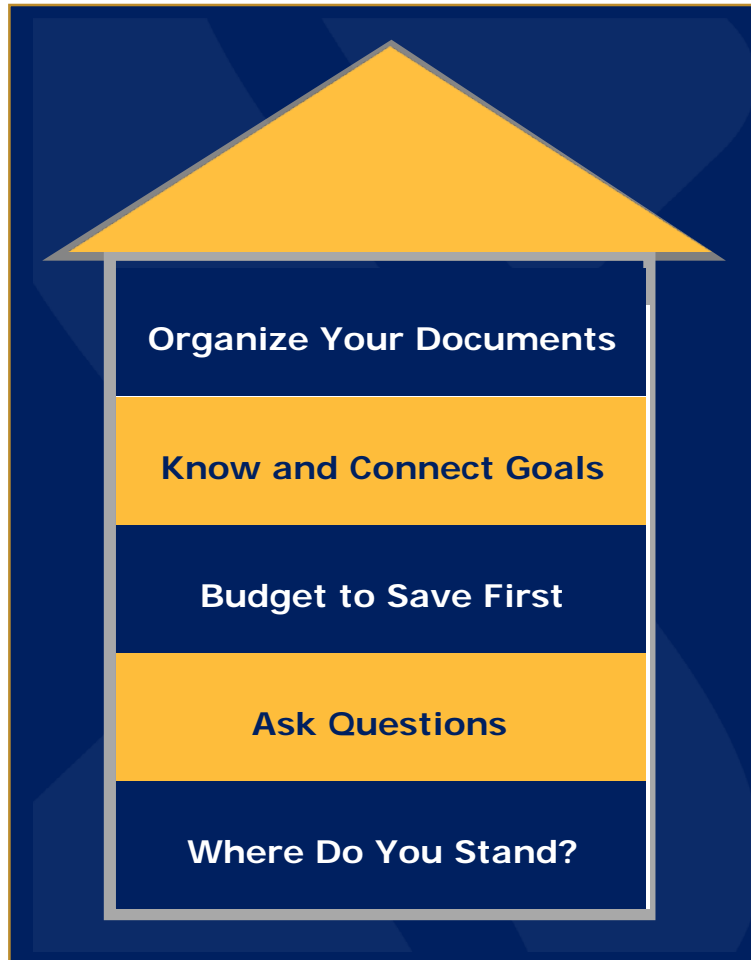 Organize Your Documents
Know and Connect Goals
Budget to Save First
Ask Questions
Where Do You Stand?